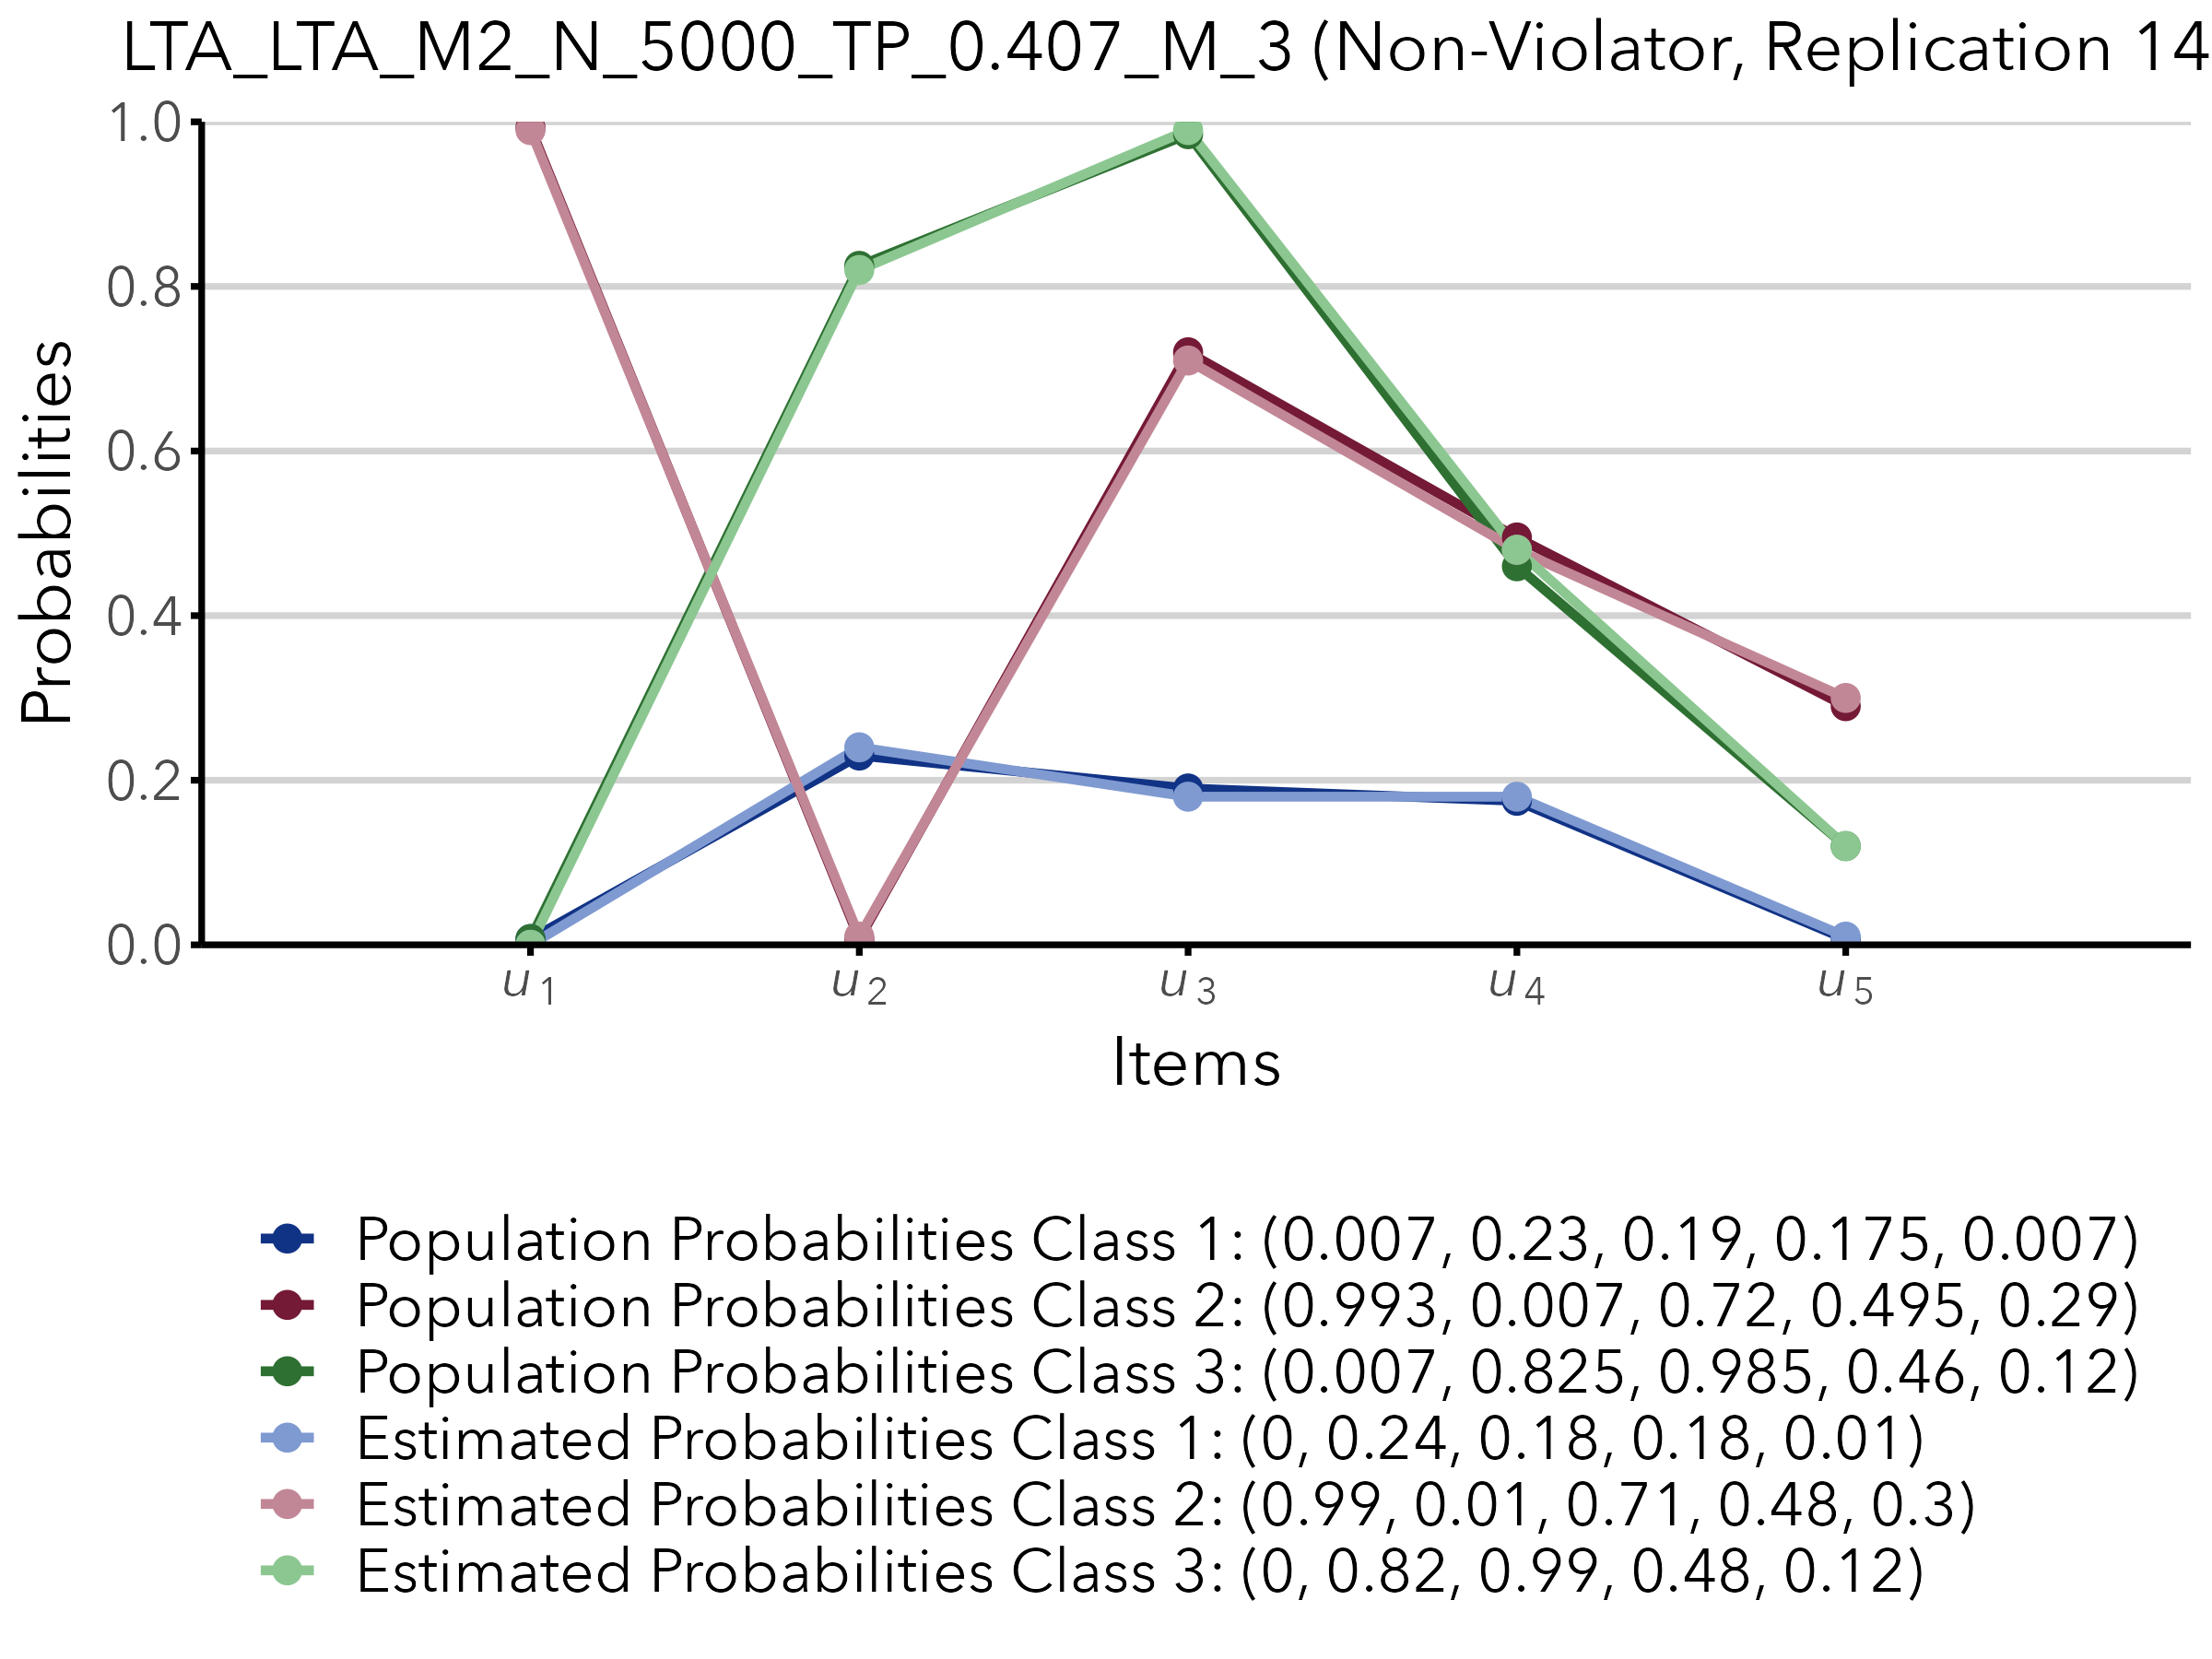 LTA_LTA_M2_N_5000_TP_0.407_M_3 (Non-Violator, Replication 14
1.0
0.8
0.6
0.4
0.2
0.0
Probabilities
u1 u2 u3 u4 u5
Items
Population Probabilities Class 1: (0.007, 0.23, 0.19, 0.175, 0.007)
Population Probabilities Class 2: (0.993, 0.007, 0.72, 0.495, 0.29)
Population Probabilities Class 3: (0.007, 0.825, 0.985, 0.46, 0.12)
Estimated Probabilities Class 1: (0, 0.24, 0.18, 0.18, 0.01)
Estimated Probabilities Class 2: (0.99, 0.01, 0.71, 0.48, 0.3)
Estimated Probabilities Class 3: (0, 0.82, 0.99, 0.48, 0.12)